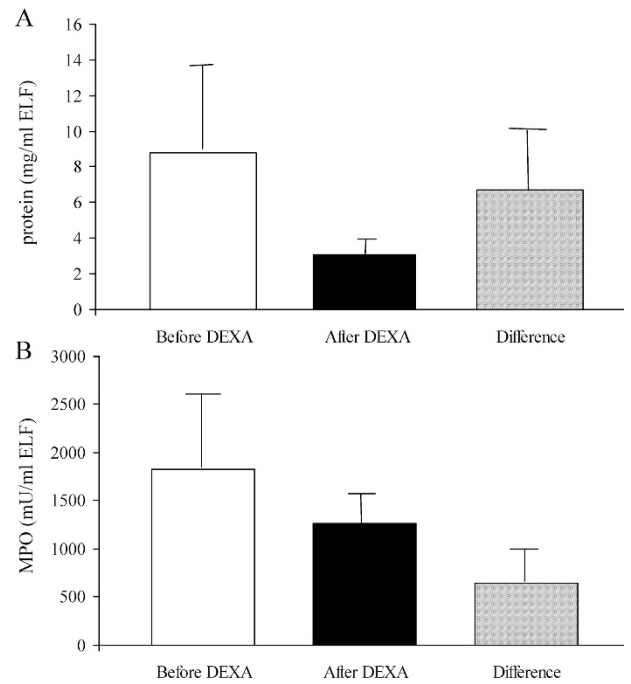 A
protein (mg/ml ELF)
16
14
12
10
8
6
4
2
0
Before DEXA After DEXA Difference
B
MPO (mU/ml ELF)
3000
2500
2000
1500
1000
500
0
Before DEXA After DEXA Difference